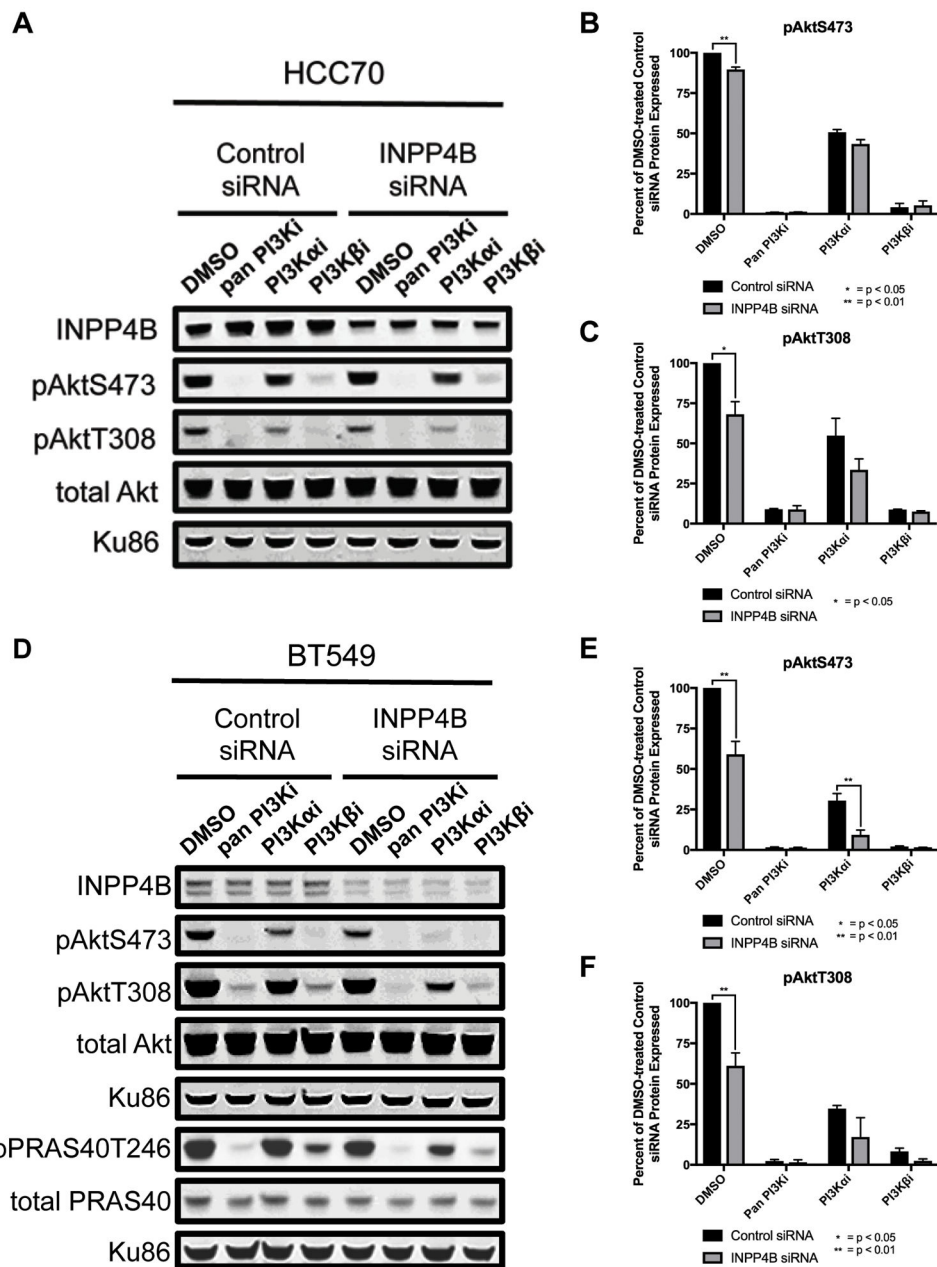 A
HCC70
Control
siRNA
INPP4B
siRNA
DMSO
pan PI3Ki
PI3Kαi
PI3Kβi
DMSO
pan PI3Ki
PI3Kαi
PI3Kβi
INPP4B
pAktS473
pAktT308
total Akt
Ku86
B
pAktS473
Percent of DMSO-treated Control
siRNA Protein Expressed
100
75
50
25
0
**
DMSO
Pan PI3Ki
PI3Kαi
PI3Kβi
Control siRNA
INPP4B siRNA
* = p < 0.05
** = p < 0.01
C
pAktT308
Percent of DMSO-treated Control
siRNA Protein Expressed
100
75
50
25
0
*
DMSO
Pan PI3Ki
PI3Kαi
PI3Kβi
Control siRNA
INPP4B siRNA
* = p < 0.05
D
BT549
Control
siRNA
INPP4B
siRNA
DMSO
pan PI3Ki
PI3Kαi
PI3Kβi
DMSO
pan PI3Ki
PI3Kαi
PI3Kβi
INPP4B
pAktS473
pAktT308
total Akt
Ku86
pPRAS40T246
total PRAS40
Ku86
E
pAktS473
Percent of DMSO-treated Control
siRNA Protein Expressed
100
75
50
25
0
**
**
DMSO
Pan PI3Ki
PI3Kαi
PI3Kβi
Control siRNA
INPP4B siRNA
* = p < 0.05
** = p < 0.01
F
pAktT308
Percent of DMSO-treated Control
siRNA Protein Expressed
100
75
50
25
0
**
DMSO
Pan PI3Ki
PI3Kαi
PI3Kβi
Control siRNA
INPP4B siRNA
* = p < 0.05
** = p < 0.01